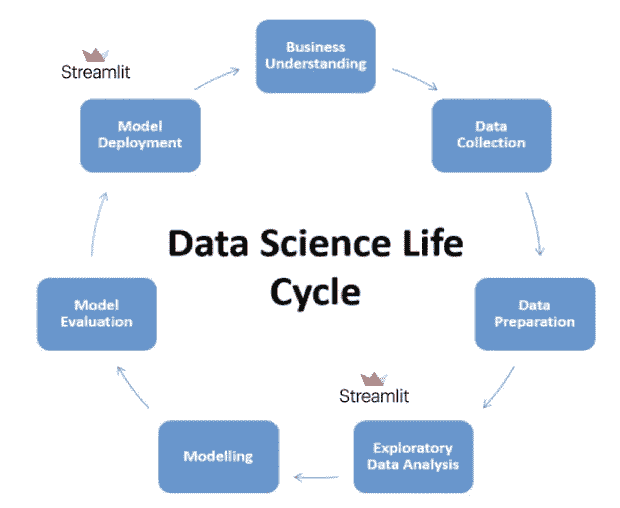 Streamlit
Business
Understanding
Model
Deployment
Data
Collection
Data Science Life
Cycle
Model
Evaluation
Data
Preparation
Streamlit
Modelling
Exploratory
Data Analysis